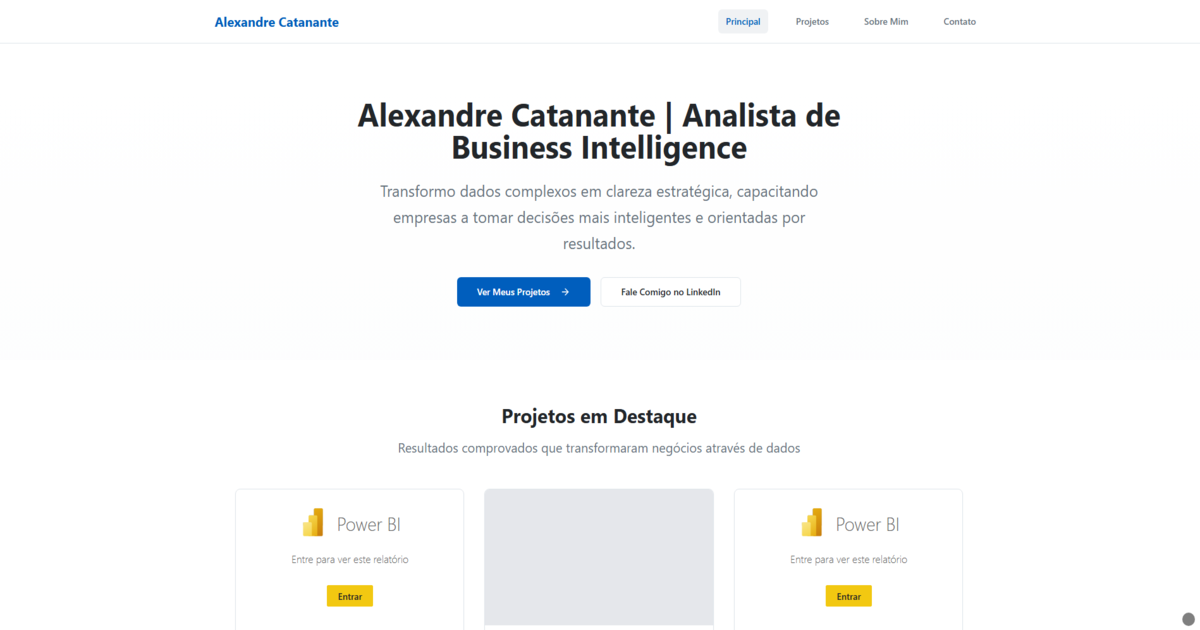 Alexandre Catanante
Principal
Projetos
Sobre Mim
Contato
Alexandre Catanante | Analista de
Business Intelligence
Transformo dados complexos em clareza estratégica, capacitando
empresas a tomar decisões mais inteligentes e orientadas por
resultados.
Ver Meus Projetos
Fale Comigo no LinkedIn
Projetos em Destaque
Resultados comprovados que transformaram negócios através de dados
Power BI
Entre para ver este relatório
Entrar
Power BI
Entre para ver este relatório
Entrar